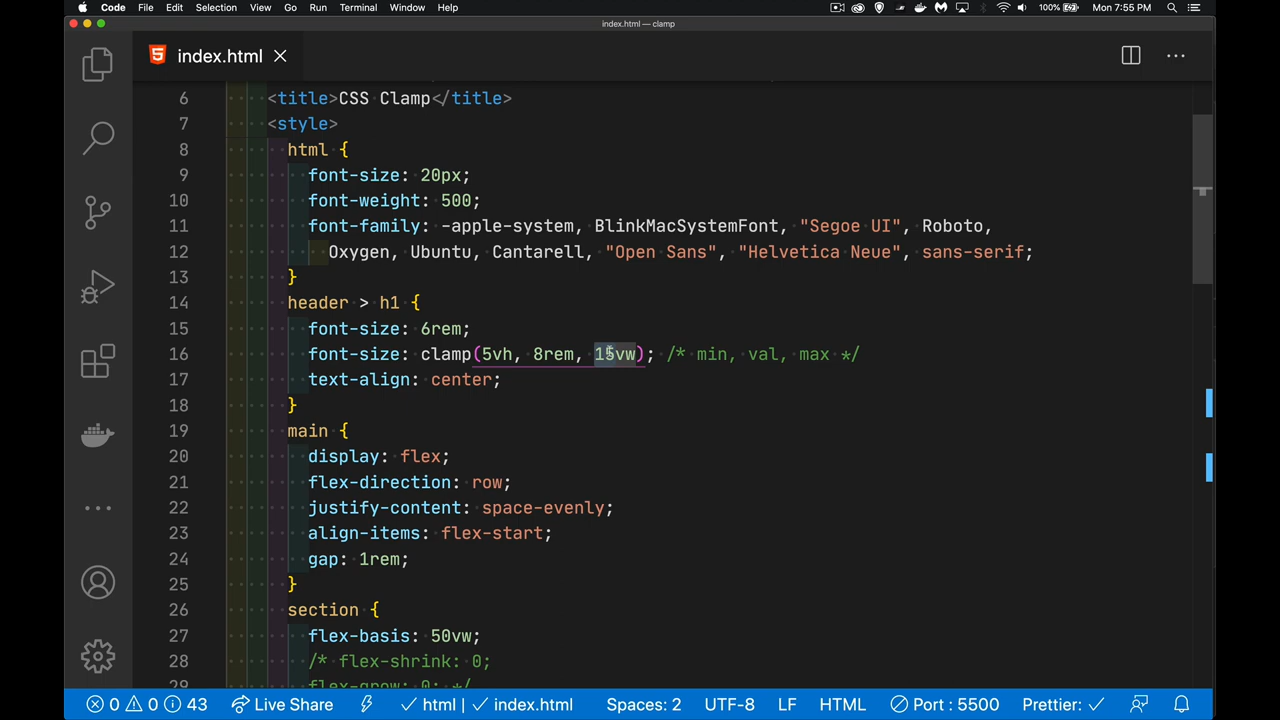 Code File Edit Selection View Go Run Terminal Window Help 100% Mon 7:55 PM
index.html — clamp
index.html
6 <title>CSS Clamp</title>
7 <style>
8 html {
9 font-size: 20px;
10 font-weight: 500;
11 font-family: -apple-system, BlinkMacSystemFont, "Segoe UI", Roboto,
12 Oxygen, Ubuntu, Cantarell, "Open Sans", "Helvetica Neue", sans-serif;
13 }
14 header > h1 {
15 font-size: 6rem;
16 font-size: clamp(5vh, 8rem, 15vw); /* min, val, max */
17 text-align: center;
18 }
19 main {
20 display: flex;
21 flex-direction: row;
22 justify-content: space-evenly;
23 align-items: flex-start;
24 gap: 1rem;
25 }
26 section {
27 flex-basis: 50vw;
28 /* flex-shrink: 0;
29 flex-grow: 0; */
0 0 43 Live Share html index.html Spaces: 2 UTF-8 LF HTML Port : 5500 Prettier: